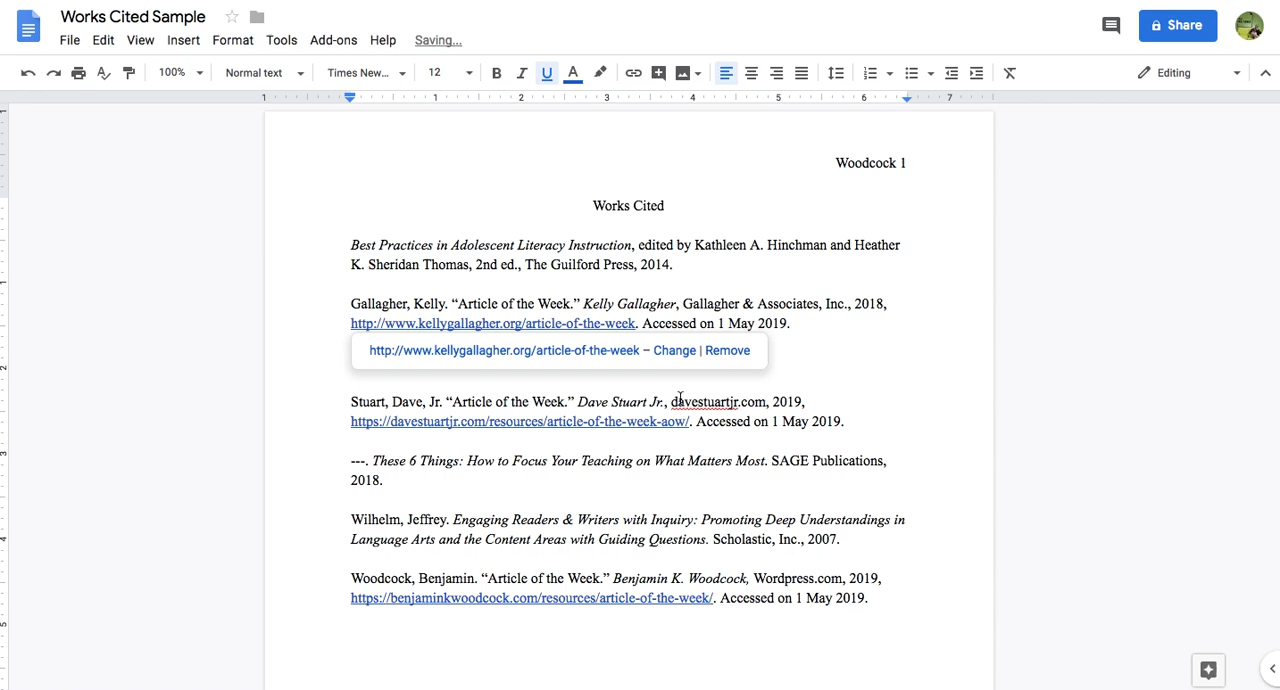 Works Cited Sample
File Edit View Insert Format Tools Add-ons Help Saving...
Share
100% Normal text Times New... 12 Editing
1 1 2 3 4 5 6 7
Woodcock 1
Works Cited
Best Practices in Adolescent Literacy Instruction, edited by Kathleen A. Hinchman and Heather
K. Sheridan Thomas, 2nd ed., The Guilford Press, 2014.
Gallagher, Kelly. “Article of the Week.” Kelly Gallagher, Gallagher & Associates, Inc., 2018,
http://www.kellygallagher.org/article-of-the-week. Accessed on 1 May 2019.
http://www.kellygallagher.org/article-of-the-week – Change | Remove
Stuart, Dave, Jr. “Article of the Week.” Dave Stuart Jr., davestuartjr.com, 2019,
https://davestuartjr.com/resources/article-of-the-week-aow/. Accessed on 1 May 2019.
---. These 6 Things: How to Focus Your Teaching on What Matters Most. SAGE Publications,
2018.
Wilhelm, Jeffrey. Engaging Readers & Writers with Inquiry: Promoting Deep Understandings in
Language Arts and the Content Areas with Guiding Questions. Scholastic, Inc., 2007.
Woodcock, Benjamin. “Article of the Week.” Benjamin K. Woodcock, Wordpress.com, 2019,
https://benjaminkwoodcock.com/resources/article-of-the-week/. Accessed on 1 May 2019.